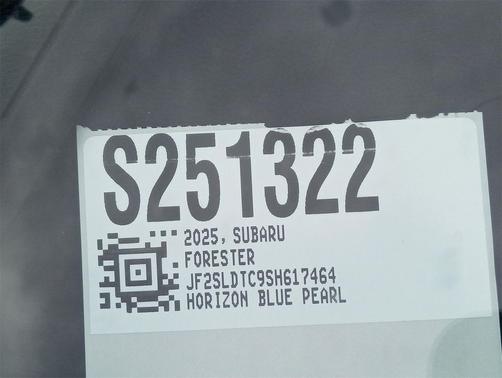 S251322
2025, SUBARU
FORESTER
JF2SLDTC9SH617464
HORIZON BLUE PEARL